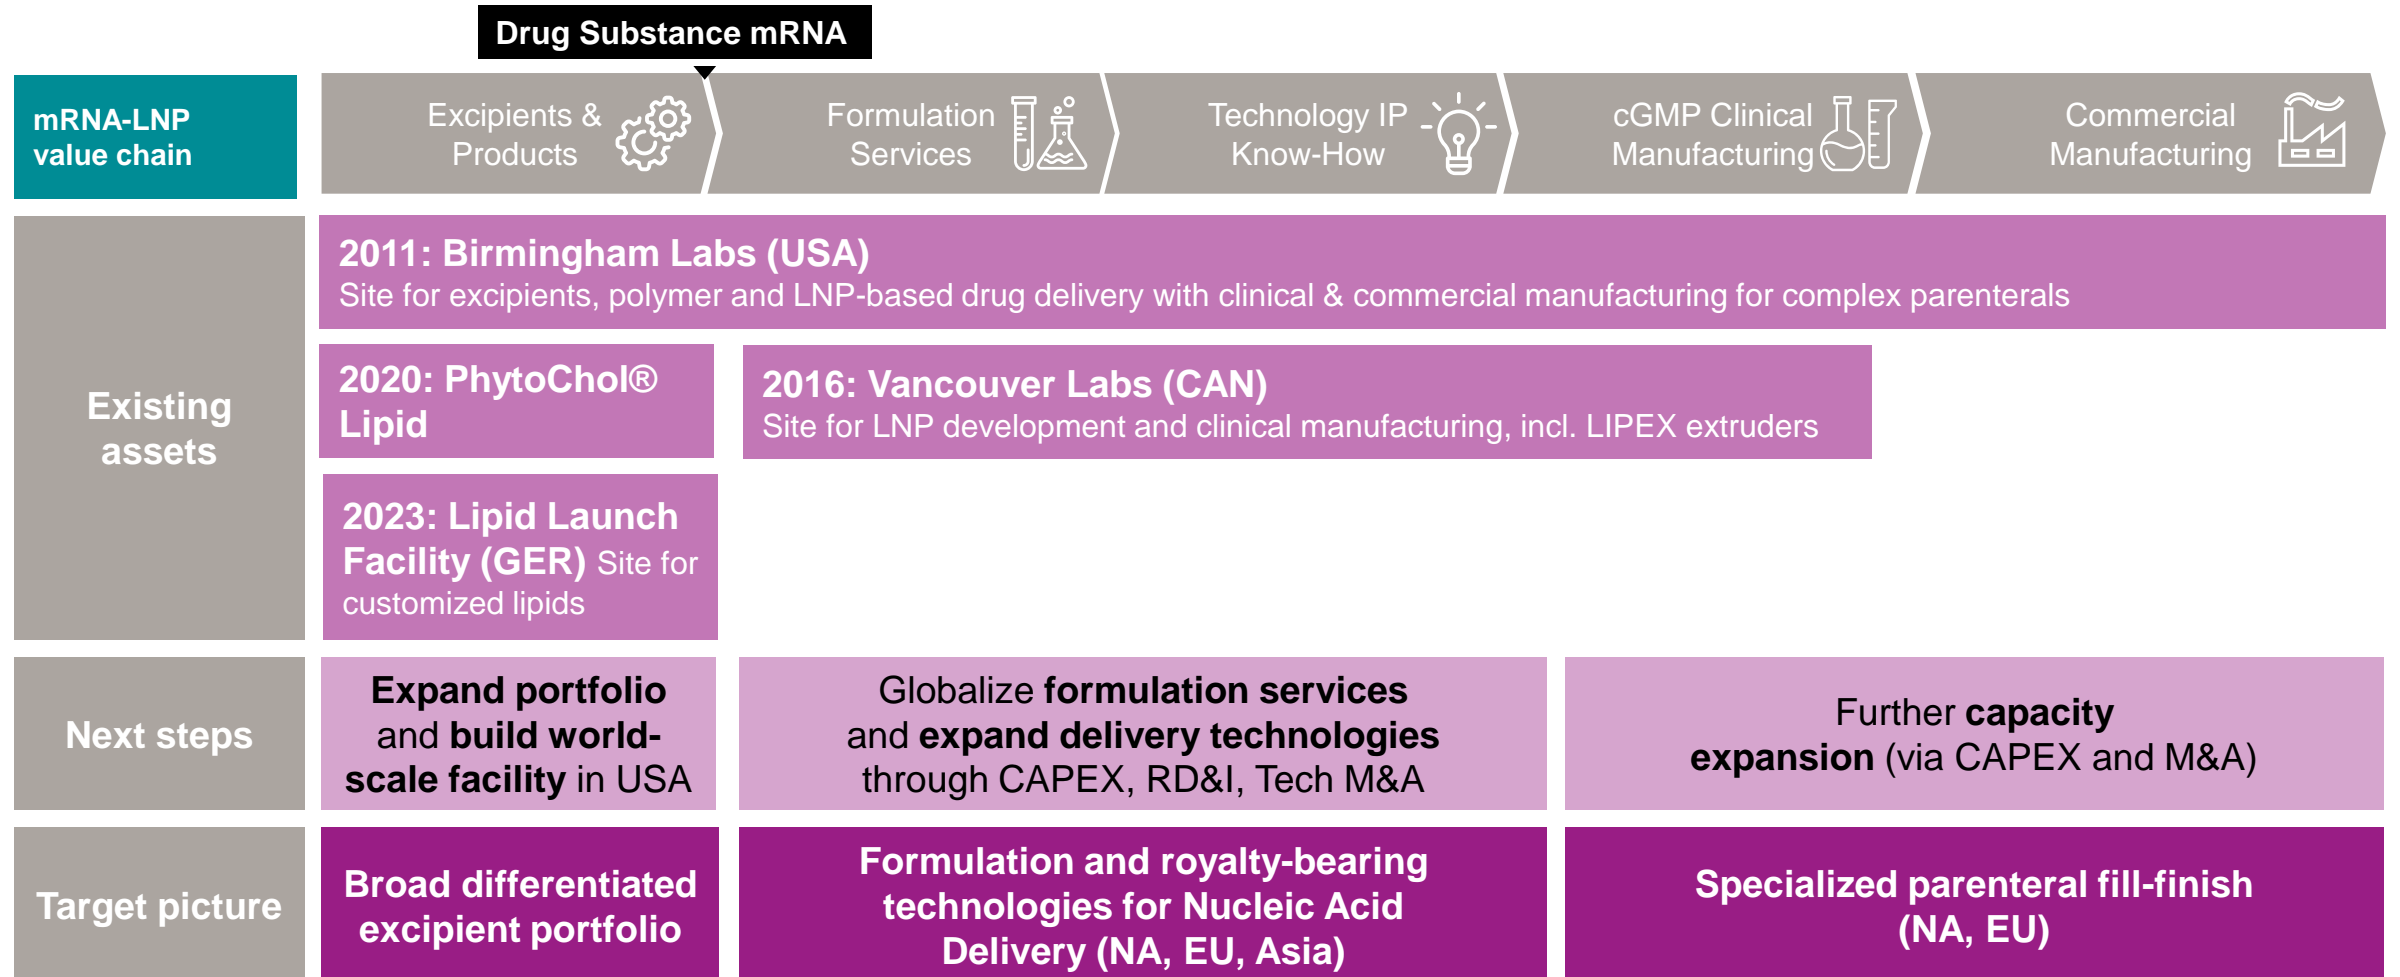 Drug Substance mRNA
mRNA-LNP
value chain
Excipients &
Products
Formulation
Services
Technology IP
Know-How
cGMP Clinical
Manufacturing
Commercial
Manufacturing
Existing
assets
2011: Birmingham Labs (USA)
Site for excipients, polymer and LNP-based drug delivery with clinical & commercial manufacturing for complex parenterals
2020: PhytoChol®
Lipid
2016: Vancouver Labs (CAN)
Site for LNP development and clinical manufacturing, incl. LIPEX extruders
2023: Lipid Launch
Facility (GER) Site for
customized lipids
Next steps
Expand portfolio
and build world-
scale facility in USA
Globalize formulation services
and expand delivery technologies
through CAPEX, RD&I, Tech M&A
Further capacity
expansion (via CAPEX and M&A)
Target picture
Broad differentiated
excipient portfolio
Formulation and royalty-bearing
technologies for Nucleic Acid
Delivery (NA, EU, Asia)
Specialized parenteral fill-finish
(NA, EU)